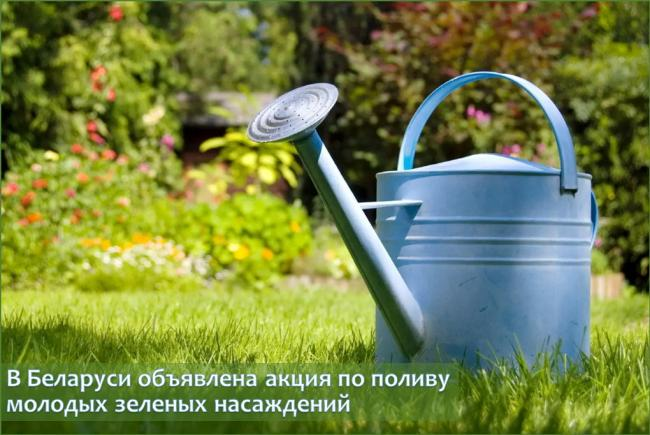 В Беларуси объявлена акция по поливу
молодых зеленых насаждений